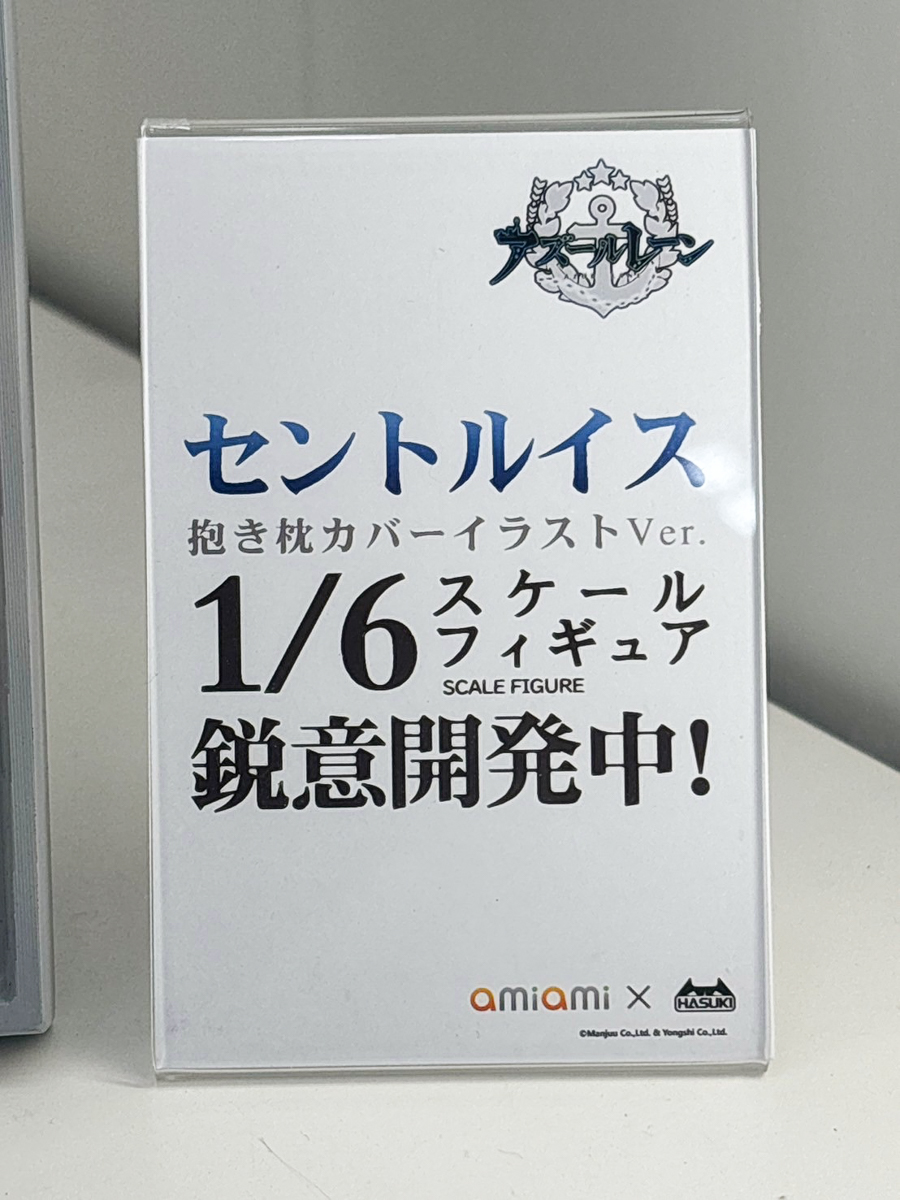 アズールレーン
セントルイス
抱き枕カバーイラストVer.
1/6 スケール
フィギュア
SCALE FIGURE
鋭意開発中!
amiami × HASUKI
©Manjuu Co.,Ltd. & Yongshi Co.,Ltd.